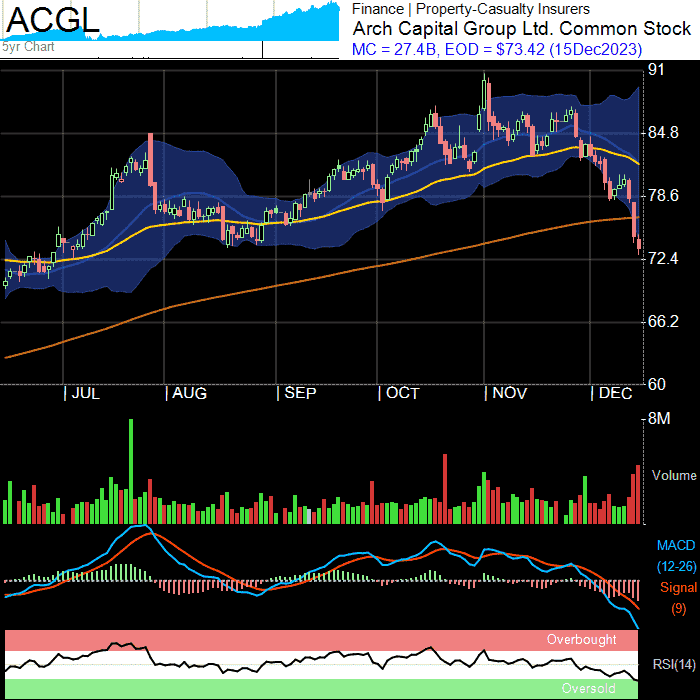 ACGL
5yr Chart
Finance | Property-Casualty Insurers
Arch Capital Group Ltd. Common Stock
MC = 27.4B, EOD = $73.42 (15Dec2023)
91
84.8
78.6
72.4
66.2
60
| JUL | AUG | SEP | OCT | NOV | DEC
8M
Volume
MACD
(12-26)
Signal
(9)
Overbought
RSI(14)
Oversold